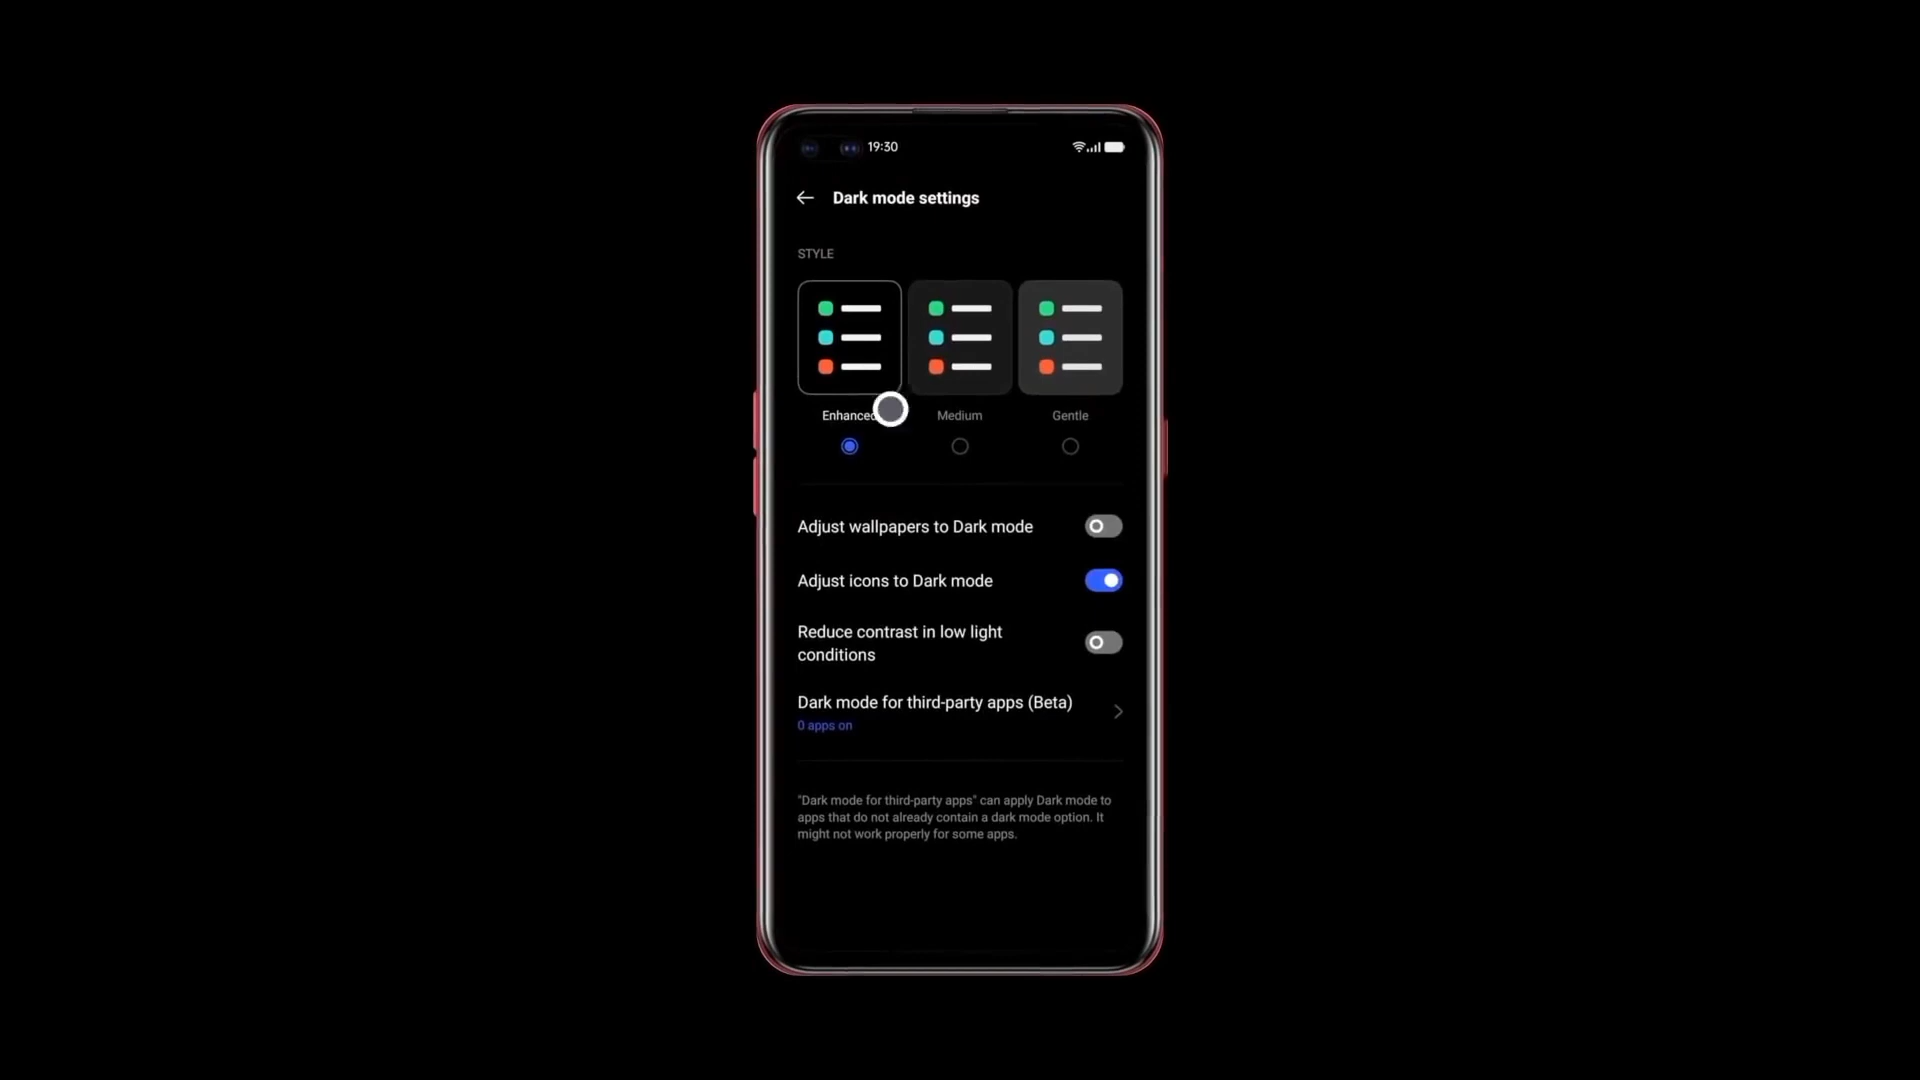 19:30
Dark mode settings
STYLE
Enhanced
Medium
Gentle
Adjust wallpapers to Dark mode
Adjust icons to Dark mode
Reduce contrast in low light
conditions
Dark mode for third-party apps (Beta)
0 apps on
"Dark mode for third-party apps" can apply Dark mode to
apps that do not already contain a dark mode option. It
might not work properly for some apps.